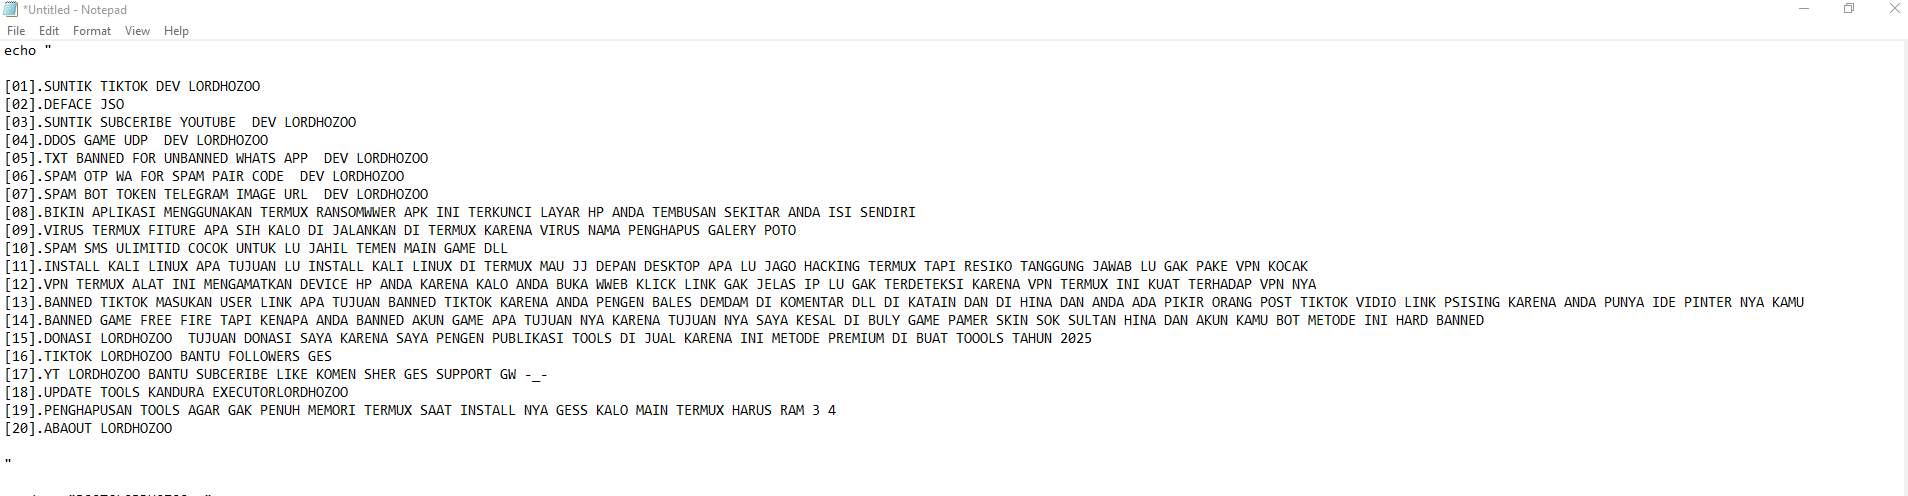 *Untitled - Notepad
File Edit Format View Help
echo "
[01].SUNTIK TIKTOK DEV LORDHOZOO
[02].DEFACE JSO
[03].SUNTIK SUBCERIBE YOUTUBE  DEV LORDHOZOO
[04].DDOS GAME UDP  DEV LORDHOZOO
[05].TXT BANNED FOR UNBANNED WHATS APP  DEV LORDHOZOO
[06].SPAM OTP WA FOR SPAM PAIR CODE  DEV LORDHOZOO
[07].SPAM BOT TOKEN TELEGRAM IMAGE URL  DEV LORDHOZOO
[08].BIKIN APLIKASI MENGGUNAKAN TERMUX RANSOMWWER APK INI TERKUNCI LAYAR HP ANDA TEMBUSAN SEKITAR ANDA ISI SENDIRI
[09].VIRUS TERMUX FITURE APA SIH KALO DI JALANKAN DI TERMUX KARENA VIRUS NAMA PENGHAPUS GALERY POTO
[10].SPAM SMS ULIMITID COCOK UNTUK LU JAHIL TEMEN MAIN GAME DLL
[11].INSTALL KALI LINUX APA TUJUAN LU INSTALL KALI LINUX DI TERMUX MAU JJ DEPAN DESKTOP APA LU JAGO HACKING TERMUX TAPI RESIKO TANGGUNG JAWAB LU GAK PAKE VPN KOCAK
[12].VPN TERMUX ALAT INI MENGAMATKAN DEVICE HP ANDA KARENA KALO ANDA BUKA WWEB KLICK LINK GAK JELAS IP LU GAK TERDETEKSI KARENA VPN TERMUX INI KUAT TERHADAP VPN NYA
[13].BANNED TIKTOK MASUKAN USER LINK APA TUJUAN BANNED TIKTOK KARENA ANDA PENGEN BALES DEMDAM DI KOMENTAR DLL DI KATAIN DAN DI HINA DAN ANDA ADA PIKIR ORANG POST TIKTOK VIDIO LINK PSISING KARENA ANDA PUNYA IDE PINTER NYA KAMU
[14].BANNED GAME FREE FIRE TAPI KENAPA ANDA BANNED AKUN GAME APA TUJUAN NYA KARENA TUJUAN NYA SAYA KESAL DI BULY GAME PAMER SKIN SOK SULTAN HINA DAN AKUN KAMU BOT METODE INI HARD BANNED
[15].DONASI LORDHOZOO  TUJUAN DONASI SAYA KARENA SAYA PENGEN PUBLIKASI TOOLS DI JUAL KARENA INI METODE PREMIUM DI BUAT TOOOLS TAHUN 2025
[16].TIKTOK LORDHOZOO BANTU FOLLOWERS GES
[17].YT LORDHOZOO BANTU SUBCERIBE LIKE KOMEN SHER GES SUPPORT GW -_-
[18].UPDATE TOOLS KANDURA EXECUTORLORDHOZOO
[19].PENGHAPUSAN TOOLS AGAR GAK PENUH MEMORI TERMUX SAAT INSTALL NYA GESS KALO MAIN TERMUX HARUS RAM 3 4
[20].ABAOUT LORDHOZOO
"